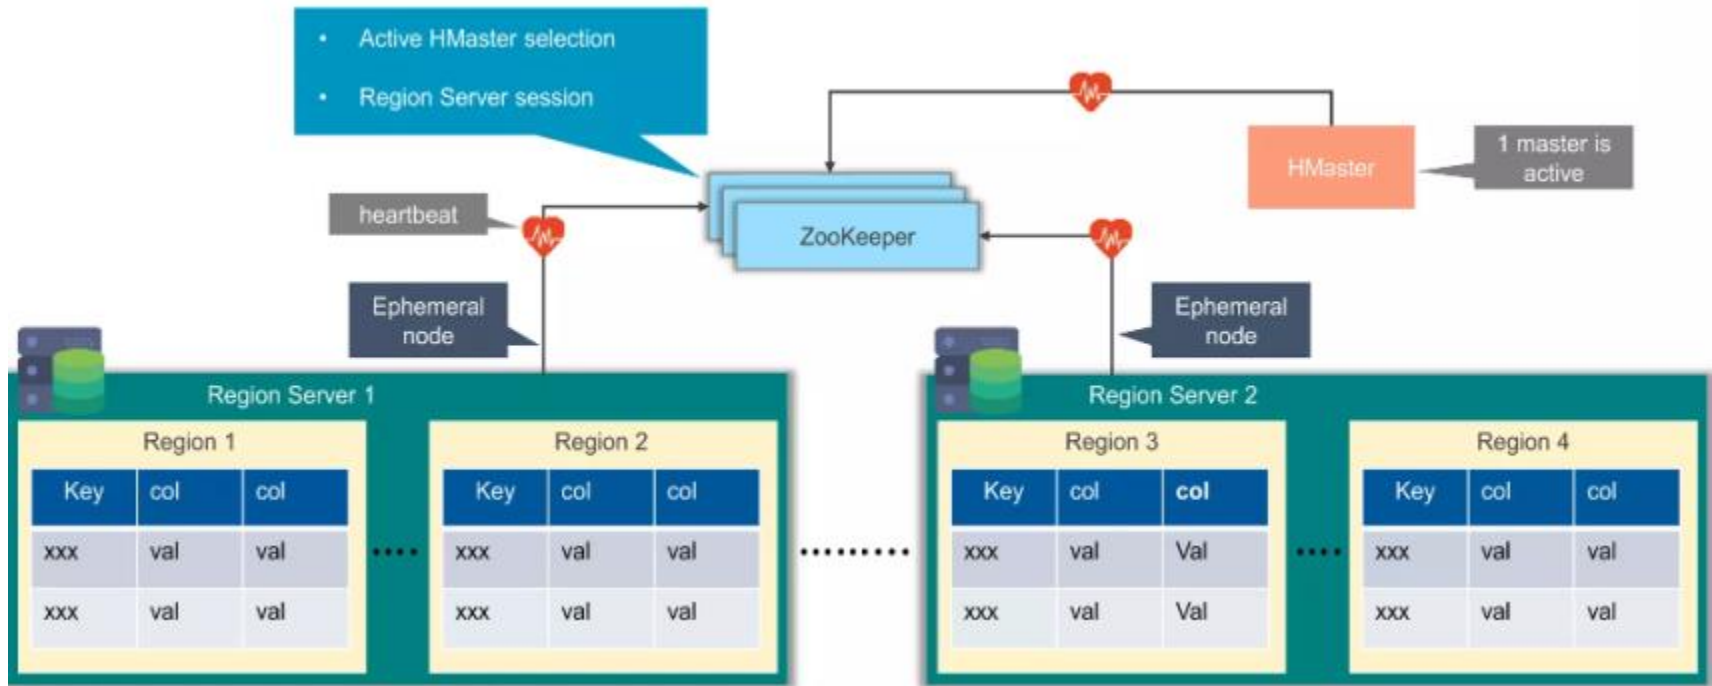 • Active HMaster selection
• Region Server session
HMaster
1 master is
active
heartbeat
ZooKeeper
Ephemeral
node
Ephemeral
node
Region Server 1
Region 1
Key col col
xxx val val
xxx val val
Region 2
Key col col
xxx val val
xxx val val
Region Server 2
Region 3
Key col col
xxx val Val
xxx val Val
Region 4
Key col col
xxx val val
xxx val val